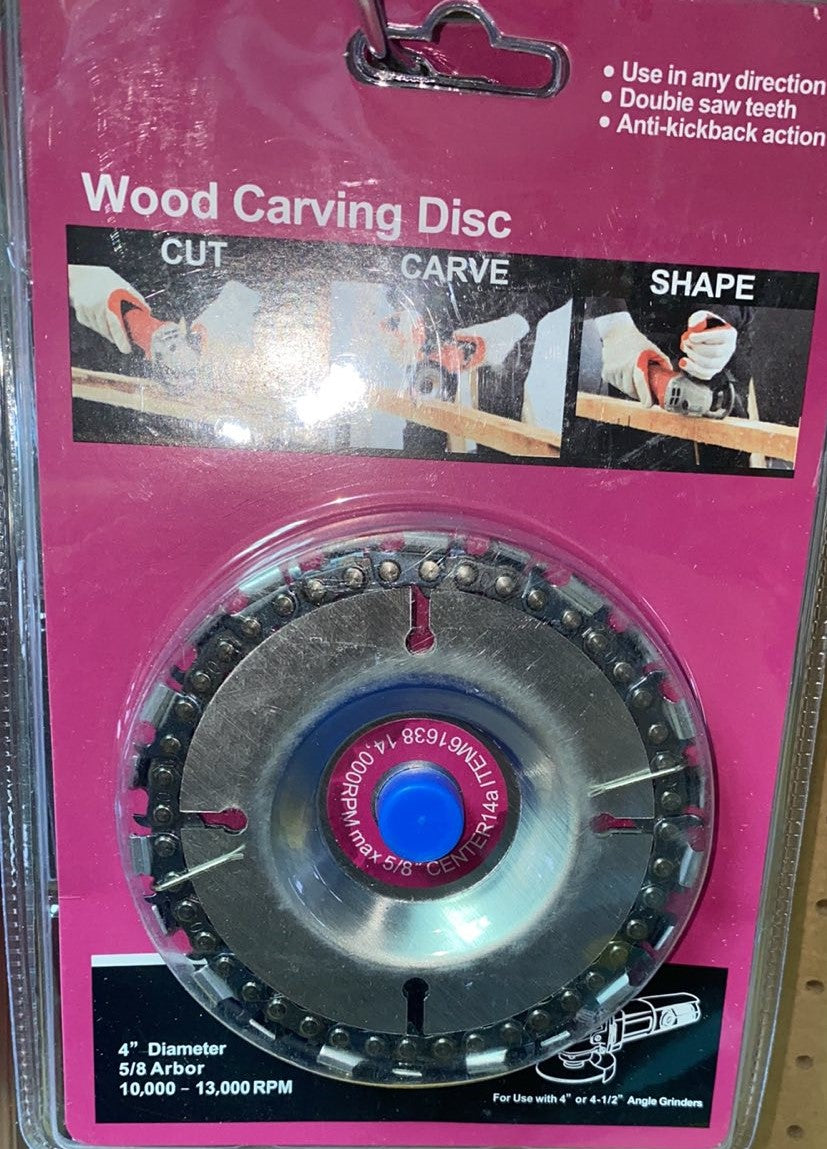 • Use in any direction
• Doubie saw teeth
• Anti-kickback action
Wood Carving Disc
CUT
CARVE
SHAPE
ITEM61638 14,000RPM max 5/8" CENTER14a
4" Diameter
5/8 Arbor
10,000 - 13,000 RPM
For Use with 4" or 4-1/2" Angle Grinders